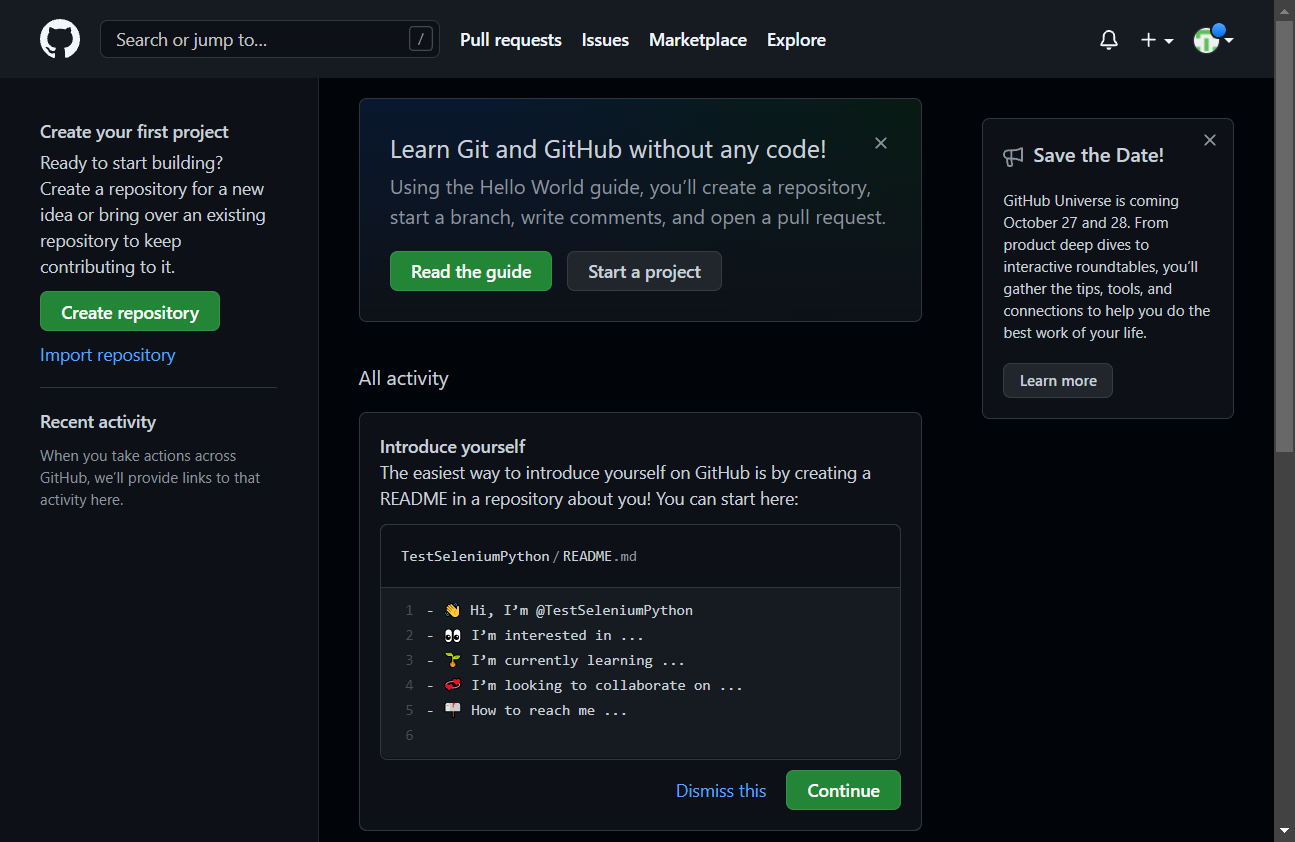 Search or jump to...
/
Pull requests
Issues
Marketplace
Explore
Create your first project
Ready to start building?
Create a repository for a new
idea or bring over an existing
repository to keep
contributing to it.
Create repository
Import repository
Recent activity
When you take actions across
GitHub, we’ll provide links to that
activity here.
Learn Git and GitHub without any code!
Using the Hello World guide, you’ll create a repository,
start a branch, write comments, and open a pull request.
Read the guide
Start a project
All activity
Introduce yourself
The easiest way to introduce yourself on GitHub is by creating a
README in a repository about you! You can start here:
TestSeleniumPython/README.md
1 - 👋 Hi, I’m @TestSeleniumPython
2 - 👀 I’m interested in ...
3 - 🌱 I’m currently learning ...
4 - 💞️ I’m looking to collaborate on ...
5 - 📫 How to reach me ...
6
Dismiss this
Continue
Save the Date!
GitHub Universe is coming
October 27 and 28. From
product deep dives to
interactive roundtables, you’ll
gather the tips, tools, and
connections to help you do the
best work of your life.
Learn more